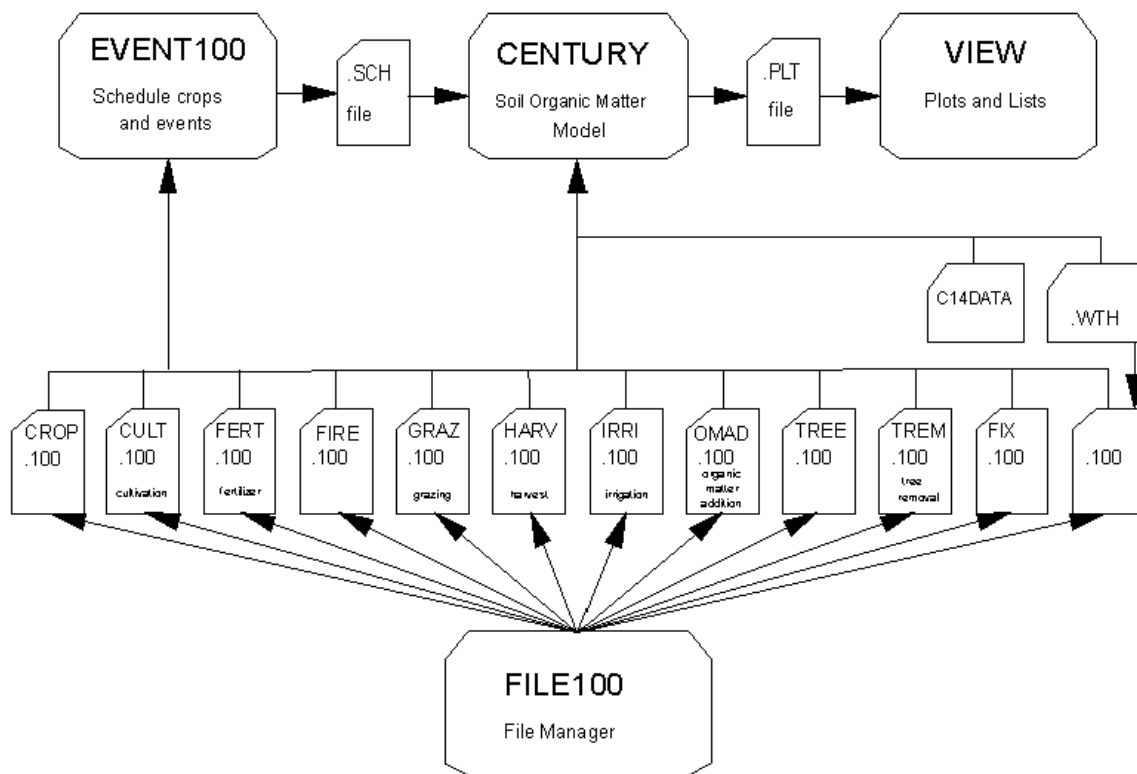 EVENT100
Schedule crops
and events
.SCH
file
CENTURY
Soil Organic Matter
Model
.PLT
file
VIEW
Plots and Lists
C14DATA
.WTH
CROP
.100
CULT
.100
cultivation
FERT
.100
fertilizer
FIRE
.100
GRAZ
.100
grazing
HARV
.100
harvest
IRRI
.100
irrigation
OMAD
.100
organic
matter
addition
TREE
.100
TREM
.100
tree
removal
FIX
.100
.100
FILE100
File Manager